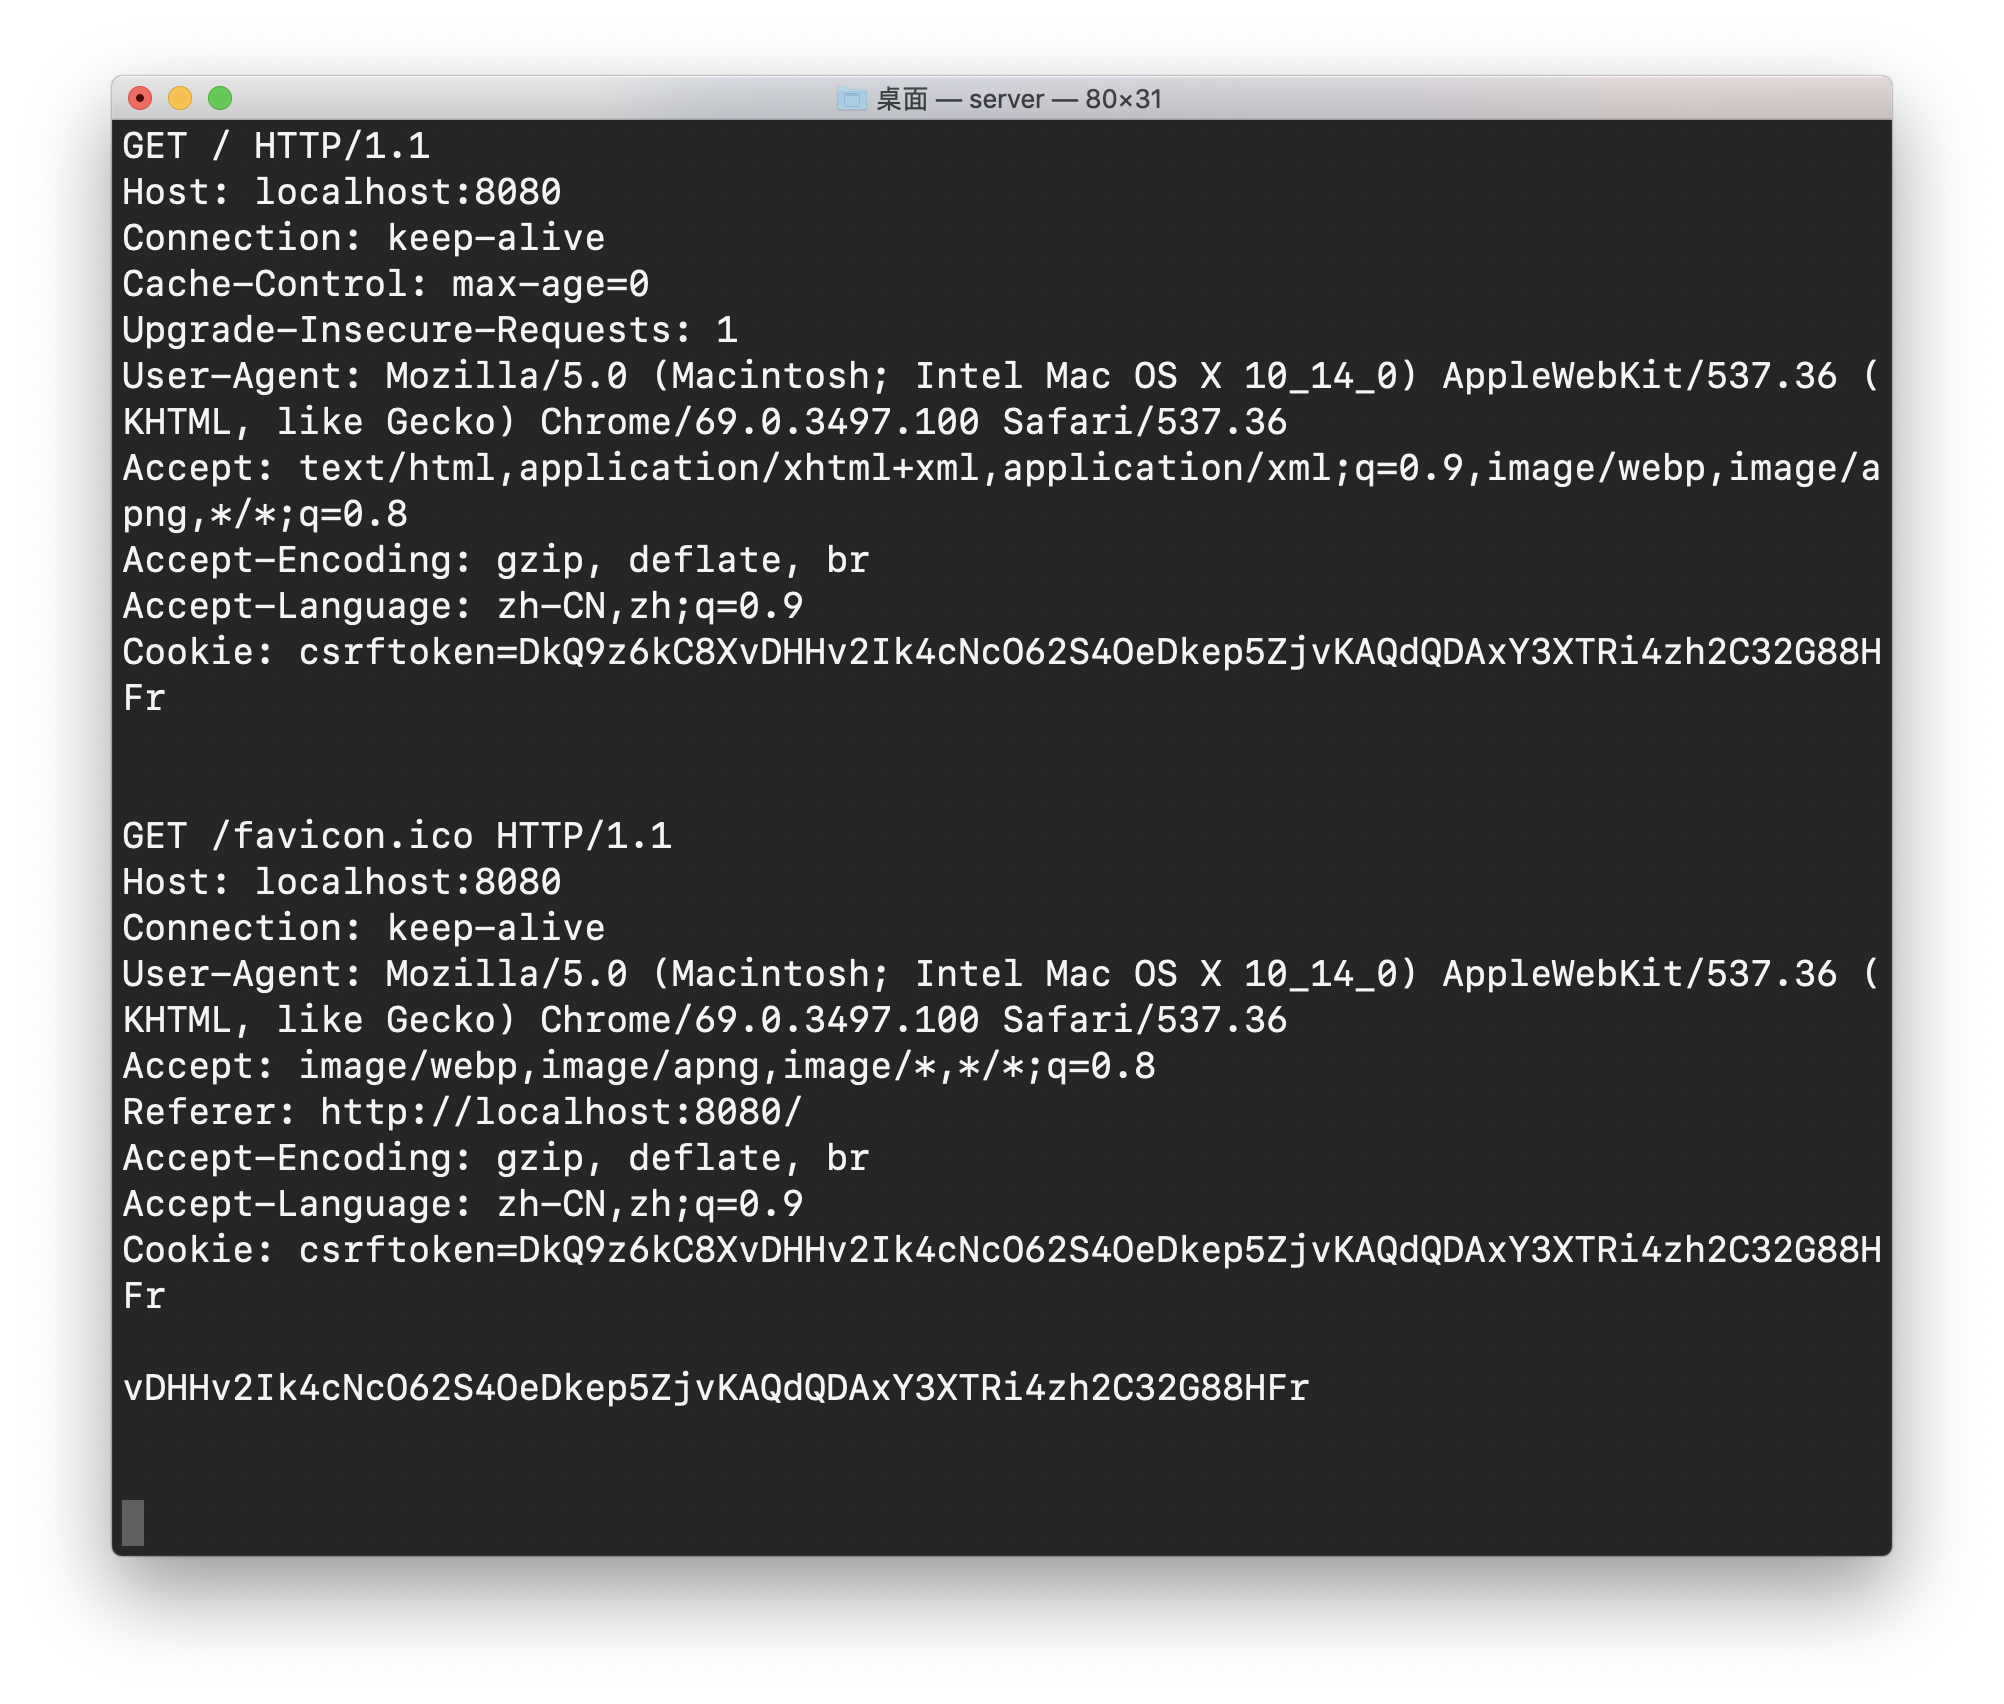 桌面 — server — 80×31
GET / HTTP/1.1
Host: localhost:8080
Connection: keep-alive
Cache-Control: max-age=0
Upgrade-Insecure-Requests: 1
User-Agent: Mozilla/5.0 (Macintosh; Intel Mac OS X 10_14_0) AppleWebKit/537.36 (
KHTML, like Gecko) Chrome/69.0.3497.100 Safari/537.36
Accept: text/html,application/xhtml+xml,application/xml;q=0.9,image/webp,image/a
png,*/*;q=0.8
Accept-Encoding: gzip, deflate, br
Accept-Language: zh-CN,zh;q=0.9
Cookie: csrftoken=DkQ9z6kC8XvDHHv2Ik4cNcO62S4OeDkep5ZjvKAQdQDAxY3XTRi4zh2C32G88H
Fr
GET /favicon.ico HTTP/1.1
Host: localhost:8080
Connection: keep-alive
User-Agent: Mozilla/5.0 (Macintosh; Intel Mac OS X 10_14_0) AppleWebKit/537.36 (
KHTML, like Gecko) Chrome/69.0.3497.100 Safari/537.36
Accept: image/webp,image/apng,image/*,*/*;q=0.8
Referer: http://localhost:8080/
Accept-Encoding: gzip, deflate, br
Accept-Language: zh-CN,zh;q=0.9
Cookie: csrftoken=DkQ9z6kC8XvDHHv2Ik4cNcO62S4OeDkep5ZjvKAQdQDAxY3XTRi4zh2C32G88H
Fr
vDHHv2Ik4cNcO62S4OeDkep5ZjvKAQdQDAxY3XTRi4zh2C32G88HFr